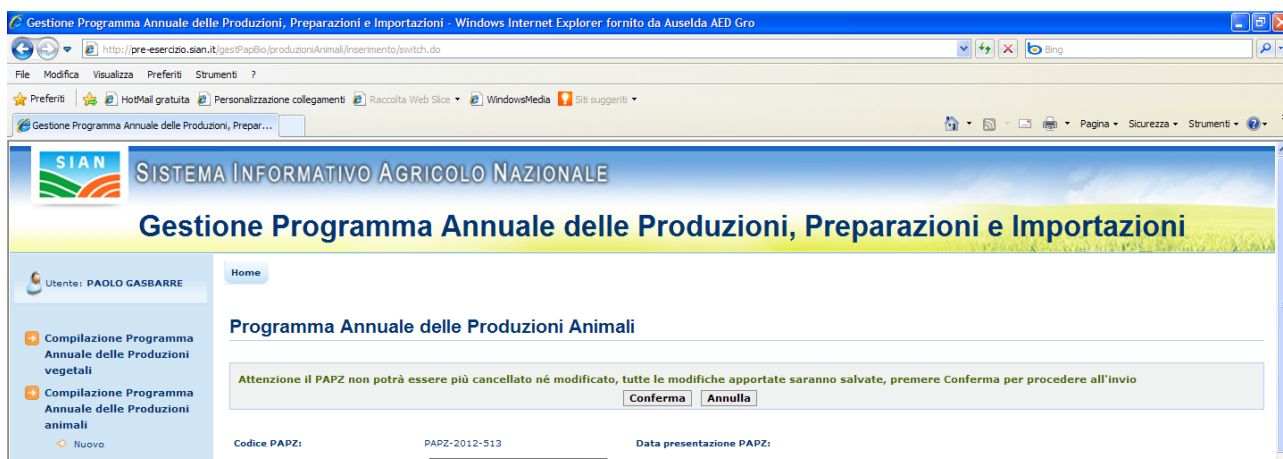 Gestione Programma Annuale delle Produzioni, Preparazioni e Importazioni - Windows Internet Explorer fornito da Auselda AED Gro
http://pre-esercizio.sian.it/gestPapBio/produzioniAnimali/inserimento/switch.do
Bing
File Modifica Visualizza Preferiti Strumenti ?
Preferiti HotMail gratuita Personalizzazione collegamenti Raccolta Web Slice WindowsMedia Siti suggeriti
Gestione Programma Annuale delle Produzioni, Prepar... Pagina Sicurezza Strumenti
SIAN
SISTEMA INFORMATIVO AGRICOLO NAZIONALE
Gestione Programma Annuale delle Produzioni, Preparazioni e Importazioni
Utente: PAOLO GASBARRE
Home
Compilazione Programma
Annuale delle Produzioni
vegetali
Compilazione Programma
Annuale delle Produzioni
animali
Nuovo
Programma Annuale delle Produzioni Animali
Attenzione il PAPZ non potrà essere più cancellato né modificato, tutte le modifiche apportate saranno salvate, premere Conferma per procedere all'invio
Conferma Annulla
Codice PAPZ: PAPZ-2012-513 Data presentazione PAPZ: